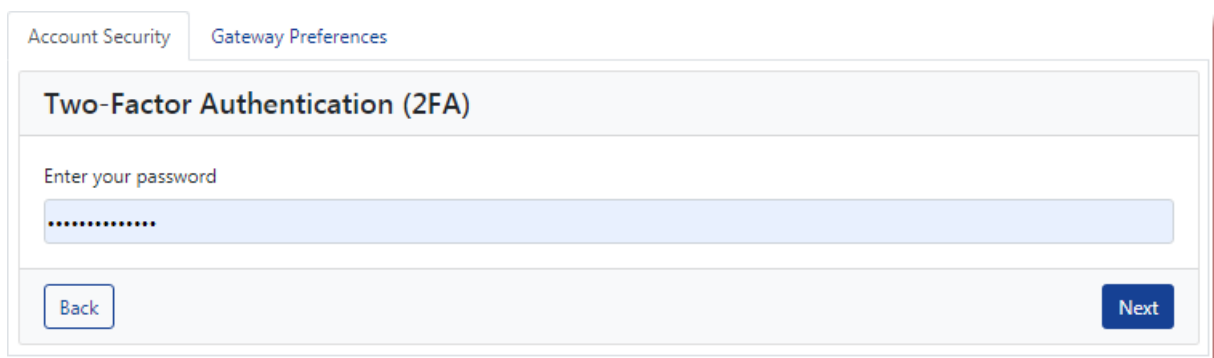 Account Security Gateway Preferences
Two-Factor Authentication (2FA)
Enter your password
••••••••••••••
Back Next